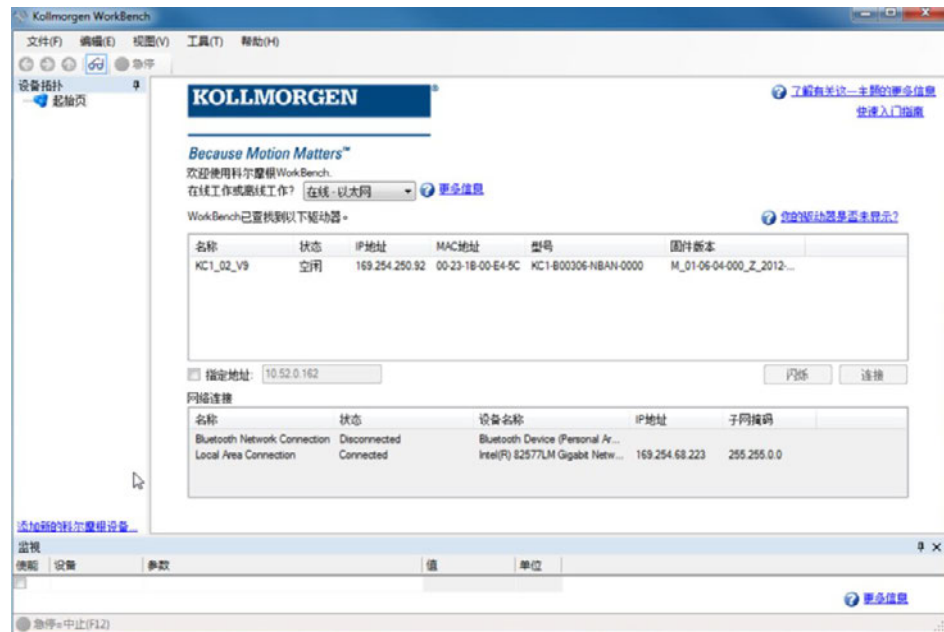 Kollmorgen WorkBench
文件(F) 编辑(E) 视图(V) 工具(T) 帮助(H)
急停
设备拓扑
起始页
KOLLMORGEN®
Because Motion Matters™
了解有关这一主题的更多信息
快速入门指南
欢迎使用科尔摩根WorkBench.
在线工作或离线工作? 在线 - 以太网 更多信息
WorkBench已查找到以下驱动器。 您的驱动器是否未显示?
名称 状态 IP地址 MAC地址 型号 固件版本
KC1_02_V9 空闲 169.254.250.92 00-23-1B-00-E4-5C KC1-B00306-NBAN-0000 M_01-06-04-000_Z_2012-...
指定地址: 10.52.0.162 闪烁 连接
网络连接
名称 状态 设备名称 IP地址 子网掩码
Bluetooth Network Connection Disconnected Bluetooth Device (Personal Ar...
Local Area Connection Connected Intel(R) 82577LM Gigabit Netw... 169.254.68.223 255.255.0.0
添加新的科尔摩根设备...
监视
使能 设备 参数 值 单位
更多信息
急停=中止(F12)